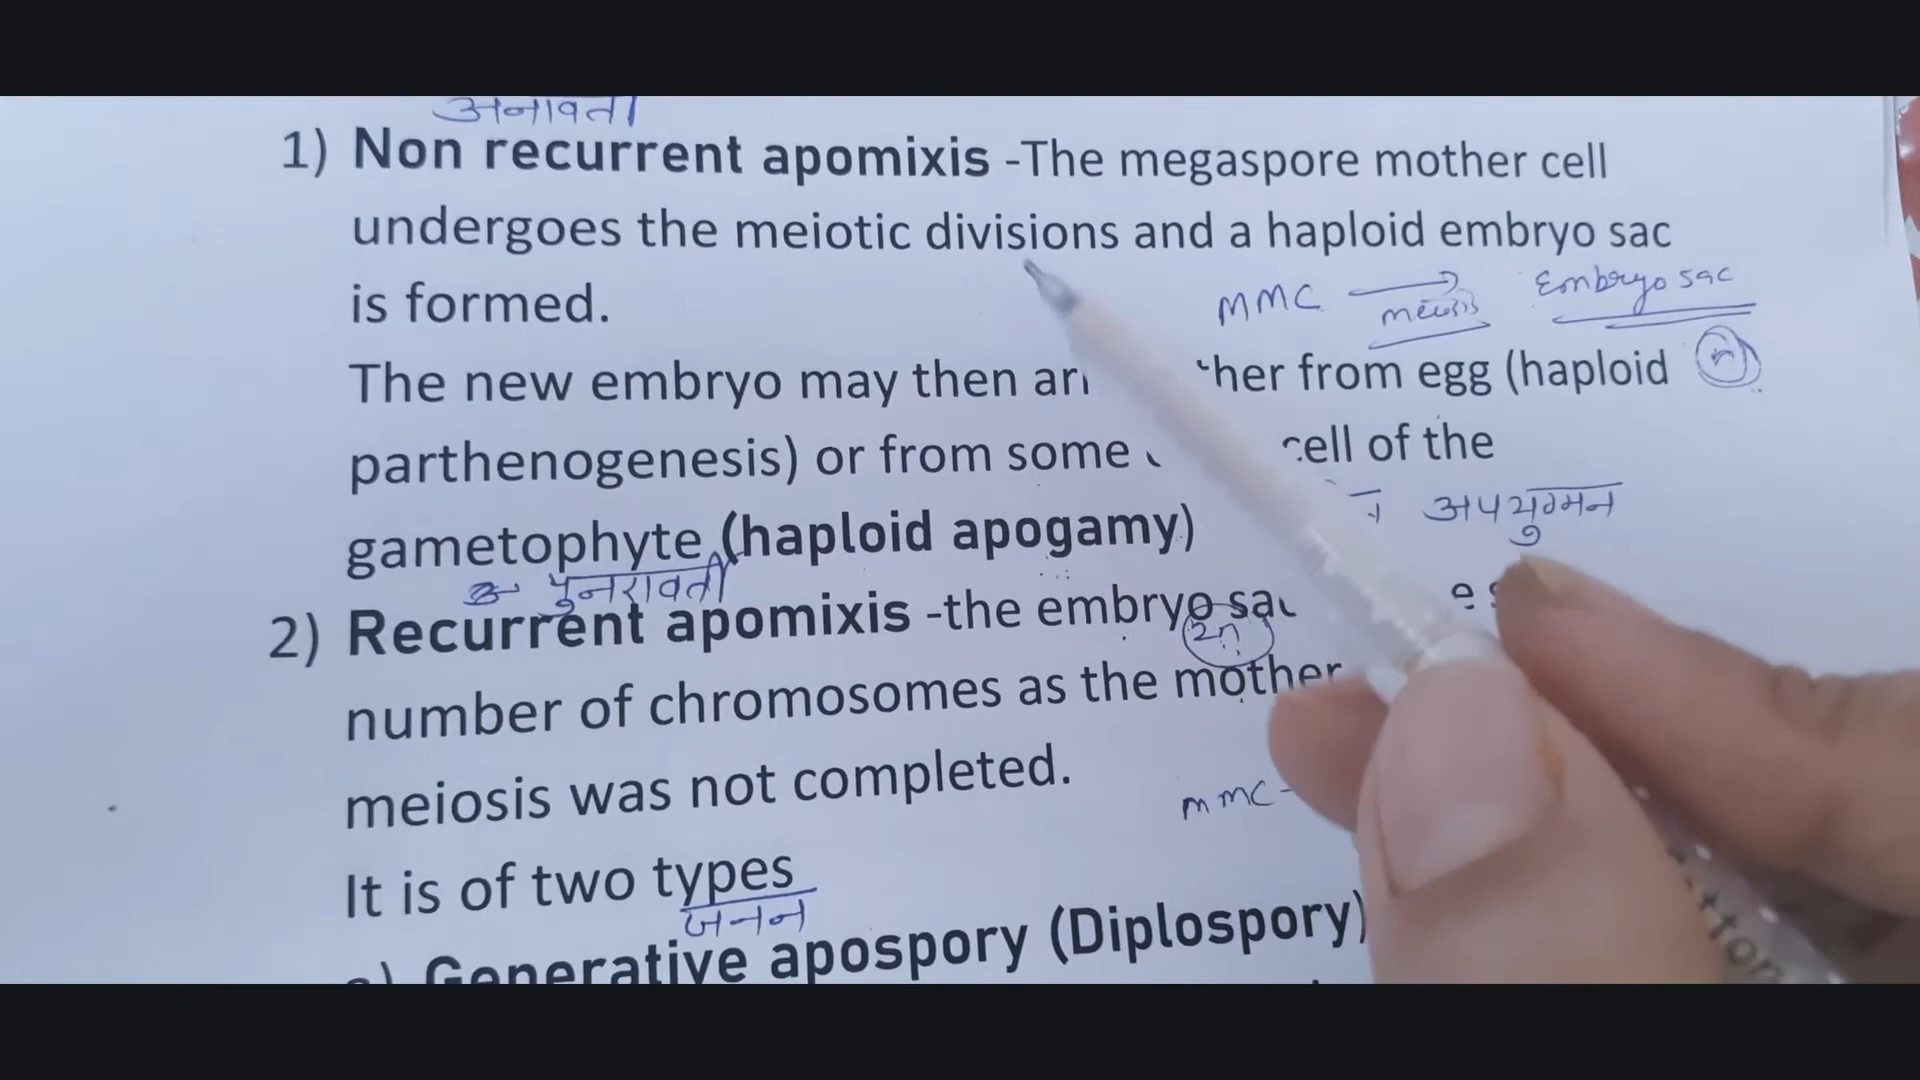 अनावर्ती
1) Non recurrent apomixis -The megaspore mother cell
undergoes the meiotic divisions and a haploid embryo sac
is formed.
MMC → meiosis Embryo sac
The new embryo may then from egg (haploid n
parthenogenesis) or from some cell of the
अपयुग्मन
gametophyte (haploid apogamy)
पुनरावर्ती
2) Recurrent apomixis -the embryo sac
2n
number of chromosomes as the mother
meiosis was not completed.
MMC-
It is of two types
जनन
Generative apospory (Diplospory)